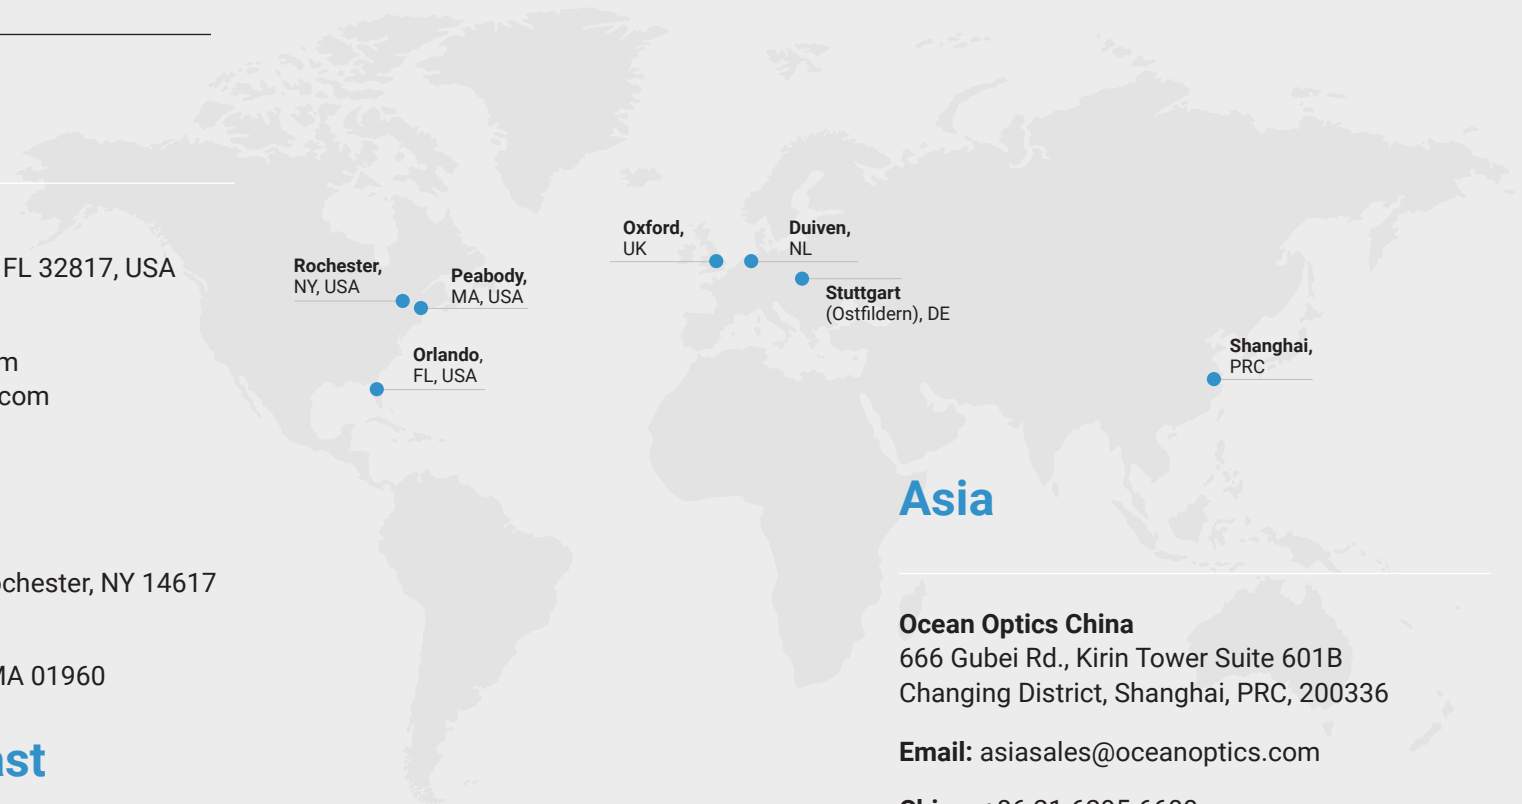 FL 32817, USA
com
Rochester, NY 14617
MA 01960
Rochester,
NY, USA
Peabody,
MA, USA
Orlando,
FL, USA
Oxford,
UK
Duiven,
NL
Stuttgart
(Ostfildern), DE
Shanghai,
PRC
Asia
Ocean Optics China
666 Gubei Rd., Kirin Tower Suite 601B
Changing District, Shanghai, PRC, 200336
Email: asiasales@oceanoptics.com